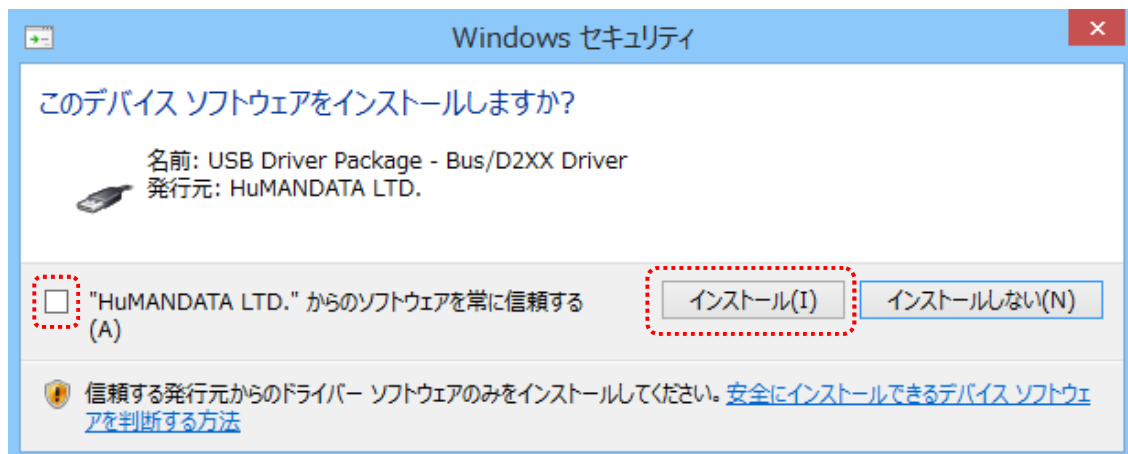 Windows セキュリティ
このデバイス ソフトウェアをインストールしますか?
名前: USB Driver Package - Bus/D2XX Driver
発行元: HuMANDATA LTD.
"HuMANDATA LTD." からのソフトウェアを常に信頼する
(A)
インストール(I)
インストールしない(N)
信頼する発行元からのドライバー ソフトウェアのみをインストールしてください。安全にインストールできるデバイス ソフトウェ
アを判断する方法